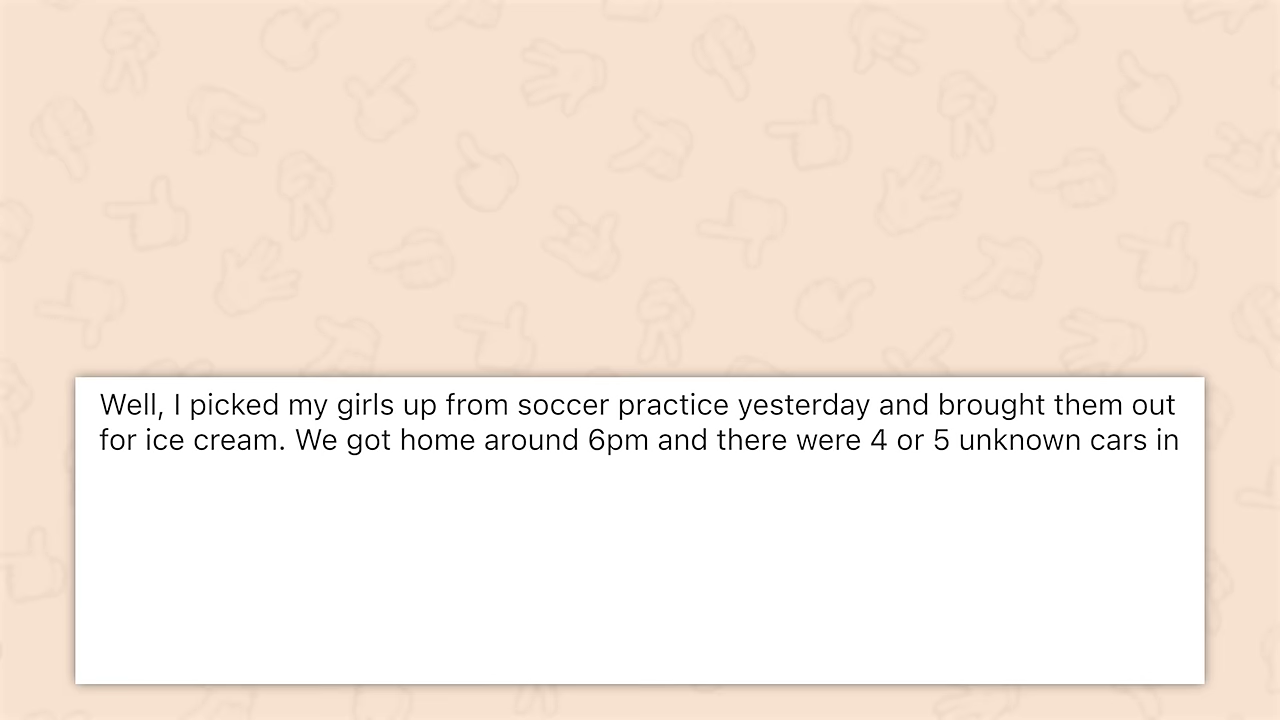 Well, I picked my girls up from soccer practice yesterday and brought them out
for ice cream. We got home around 6pm and there were 4 or 5 unknown cars in